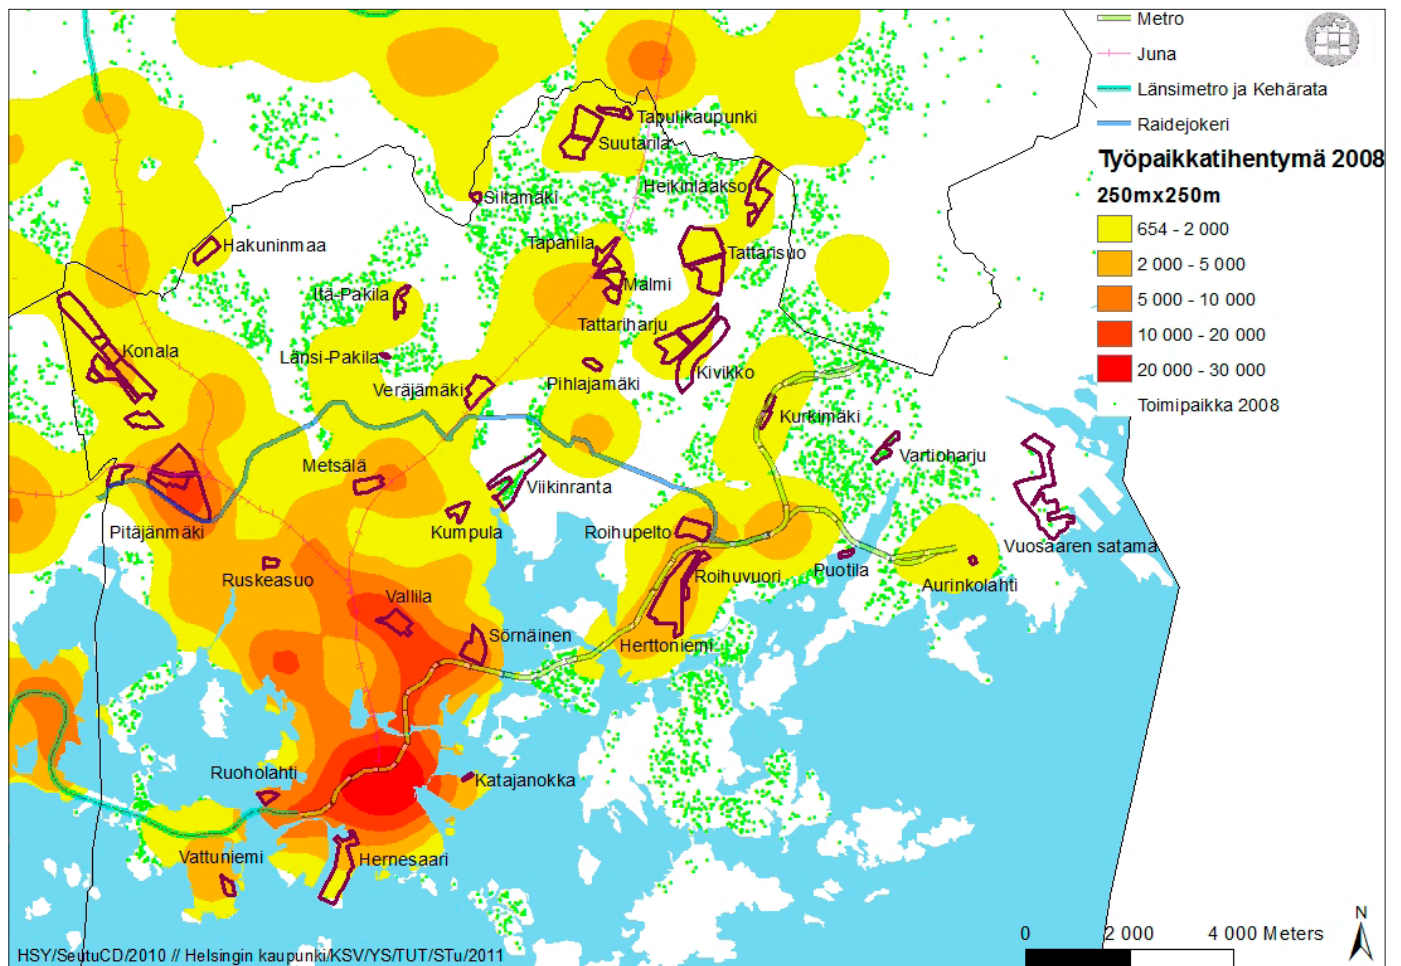 Metro
Juna
Länsimetro ja Kehärata
Raidejokeri
Työpaikkatihentymä 2008
250mx250m
654 - 2 000
2 000 - 5 000
5 000 - 10 000
10 000 - 20 000
20 000 - 30 000
Toimipaikka 2008
Tapulikaupunki
Suutarila
Heikinlaakso
Siltamäki
Hakuninmaa
Tapanila
Tattarisuo
Malmi
Itä-Pakila
Tattariharju
Konala
Länsi-Pakila
Kivikko
Pihlajamäki
Veräjämäki
Kurkimäki
Vartioharju
Metsälä
Viikinranta
Pitäjänmäki
Kumpula
Roihupelto
Vuosaaren satama
Puotila
Roihuvuori
Ruskeasuo
Aurinkolahti
Vallila
Sörnäinen
Herttoniemi
Ruoholahti
Katajanokka
Vattuniemi
Hernesaari
N
0 2 000 4 000 Meters
HSY/SeutuCD/2010 // Helsingin kaupunki/KSV/YS/TUT/STu/2011